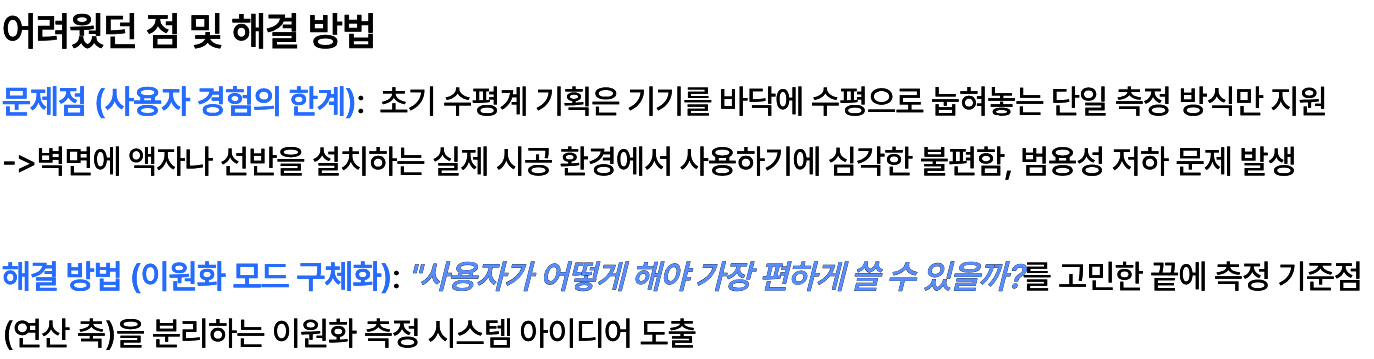 어려웠던 점 및 해결 방법
문제점 (사용자 경험의 한계):  초기 수평계 기획은 기기를 바닥에 수평으로 눕혀놓는 단일 측정 방식만 지원
->벽면에 액자나 선반을 설치하는 실제 시공 환경에서 사용하기에 심각한 불편함, 범용성 저하 문제 발생
해결 방법 (이원화 모드 구체화): "사용자가 어떻게 해야 가장 편하게 쓸 수 있을까?를 고민한 끝에 측정 기준점
(연산 축)을 분리하는 이원화 측정 시스템 아이디어 도출